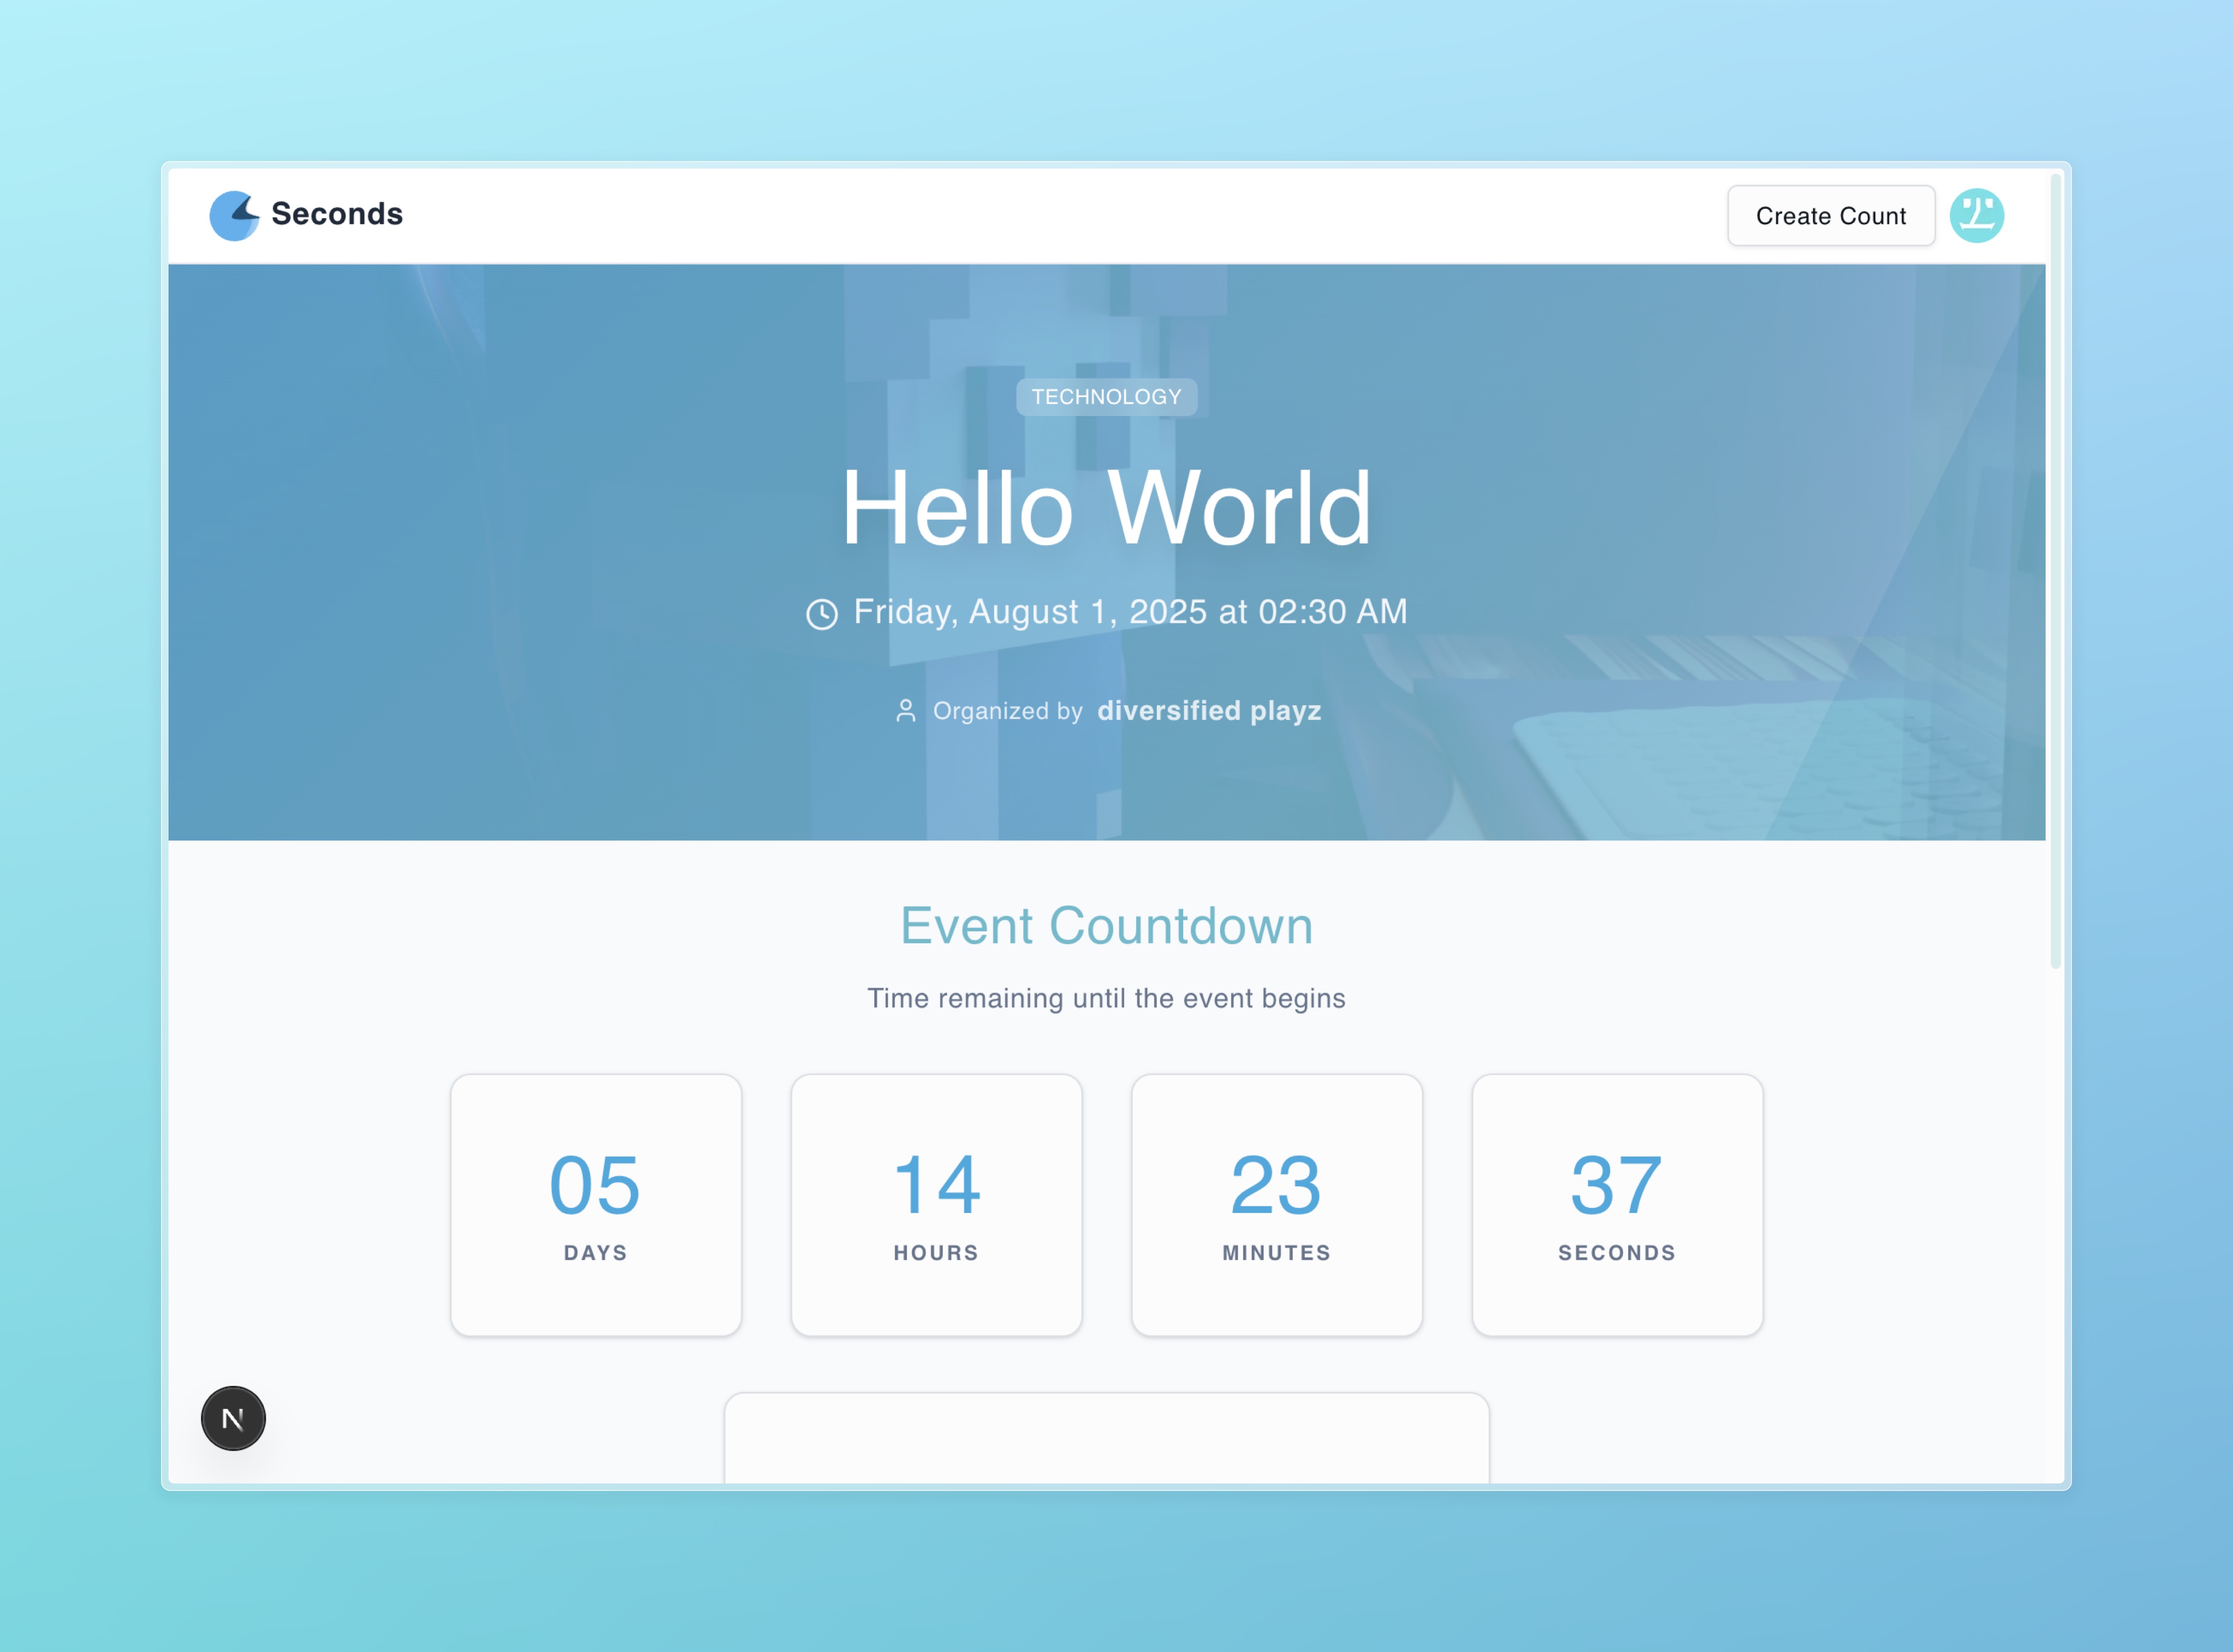 Seconds
Create Count
TECHNOLOGY
Hello World
Friday, August 1, 2025 at 02:30 AM
Organized by diversified playz
Event Countdown
Time remaining until the event begins
05 14 23 37
DAYS HOURS MINUTES SECONDS
N